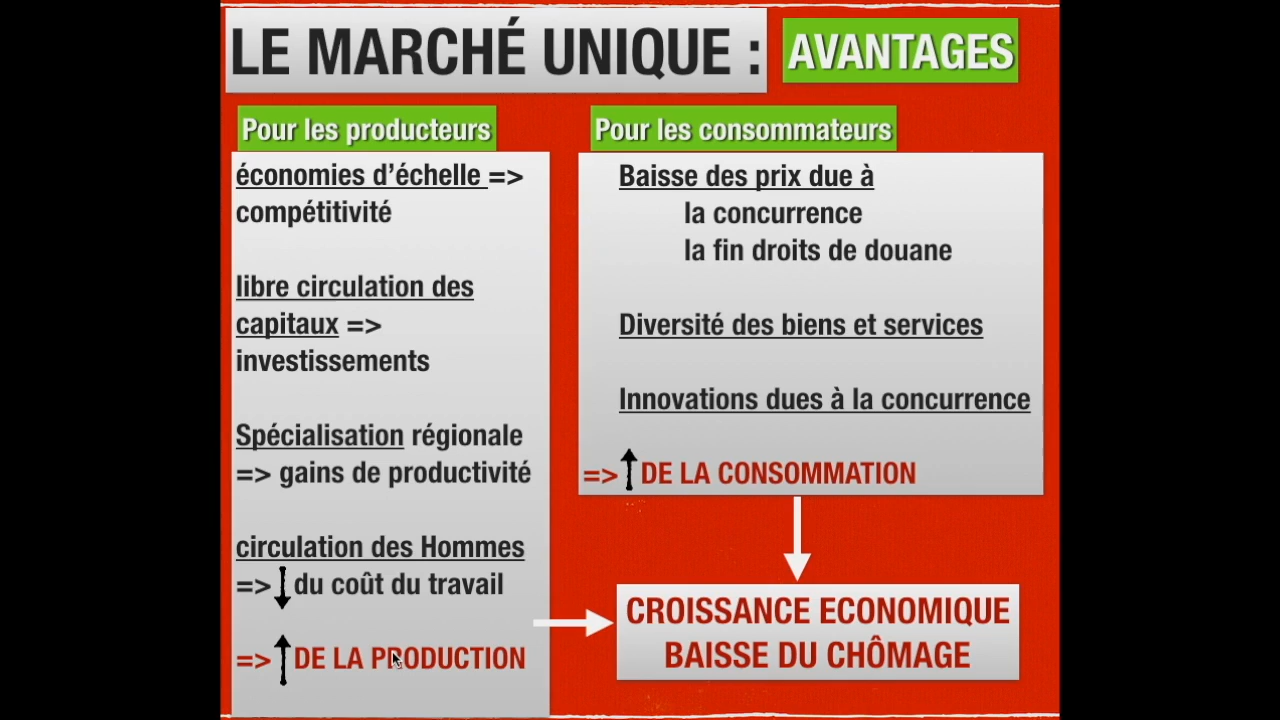 LE MARCHÉ UNIQUE :
AVANTAGES
Pour les producteurs
économies d’échelle =>
compétitivité
libre circulation des
capitaux =>
investissements
Spécialisation régionale
=> gains de productivité
circulation des Hommes
=> du coût du travail
=> DE LA PRODUCTION
Pour les consommateurs
Baisse des prix due à
la concurrence
la fin droits de douane
Diversité des biens et services
Innovations dues à la concurrence
=> DE LA CONSOMMATION
CROISSANCE ECONOMIQUE
BAISSE DU CHÔMAGE